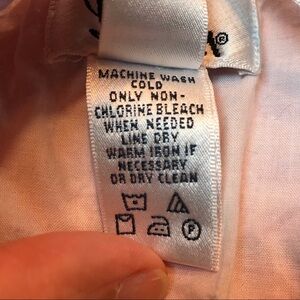 MACHINE WASH
COLD
ONLY NON-
CHLORINE BLEACH
WHEN NEEDED
LINE DRY
WARM IRON IF
NECESSARY
OR DRY CLEAN
P